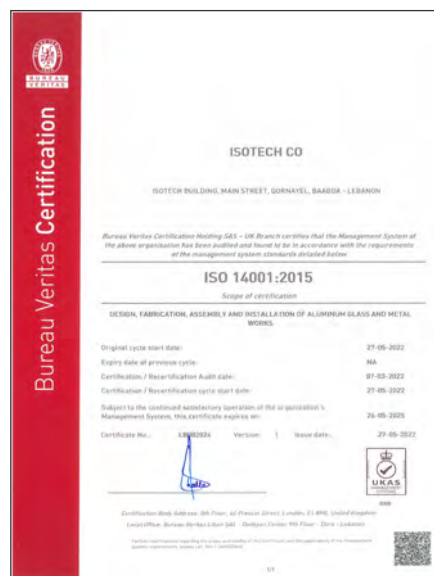 BUREAU
VERITAS
Bureau Veritas Certification
ISOTECH CO
ISOTECH BUILDING, MAIN STREET, QORNAYEL, BAABDA - LEBANON
Bureau Veritas Certification Holding SAS – UK Branch certifies that the Management System of
the above organisation has been audited and found to be in accordance with the requirements
of the management system standards detailed below
ISO 14001:2015
Scope of certification
DESIGN, FABRICATION, ASSEMBLY AND INSTALLATION OF ALUMINUM GLASS AND METAL
WORKS
Original cycle start date: 27-05-2022
Expiry date of previous cycle: NA
Certification / Recertification Audit date: 07-03-2022
Certification / Recertification cycle start date: 27-05-2022
Subject to the continued satisfactory operation of the organization's
Management System, this certificate expires on: 26-05-2025
Certificate No.: Version: 1 Issue date: 27-05-2022
UKAS
MANAGEMENT
SYSTEMS
0008
Certification Body Address: 5th Floor, 66 Prescot Street, London, E1 8HG, United Kingdom
Local Office: Bureau Veritas Liban SAL - 9th Floor - Dora - Lebanon
1/1